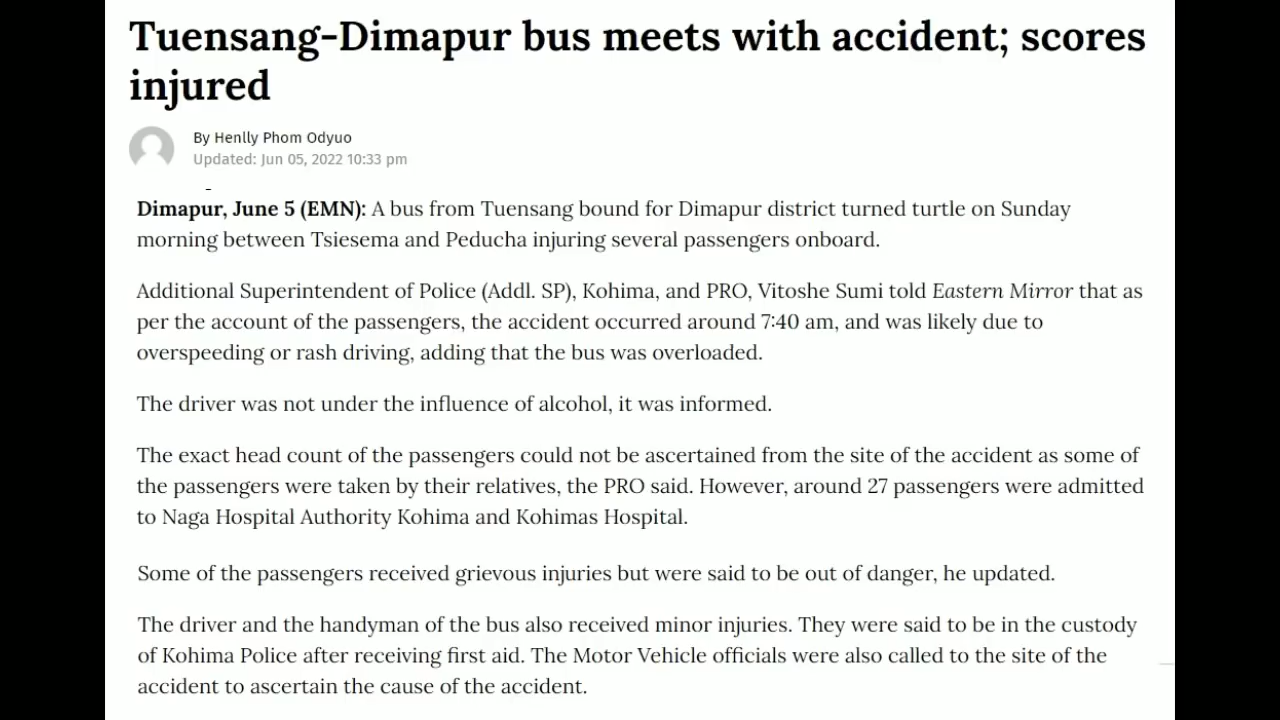 Tuensang-Dimapur bus meets with accident; scores
injured
By Henlly Phom Odyuo
Updated: Jun 05, 2022 10:33 pm
Dimapur, June 5 (EMN): A bus from Tuensang bound for Dimapur district turned turtle on Sunday
morning between Tsiesema and Peducha injuring several passengers onboard.
Additional Superintendent of Police (Addl. SP), Kohima, and PRO, Vitoshe Sumi told Eastern Mirror that as
per the account of the passengers, the accident occurred around 7:40 am, and was likely due to
overspeeding or rash driving, adding that the bus was overloaded.
The driver was not under the influence of alcohol, it was informed.
The exact head count of the passengers could not be ascertained from the site of the accident as some of
the passengers were taken by their relatives, the PRO said. However, around 27 passengers were admitted
to Naga Hospital Authority Kohima and Kohimas Hospital.
Some of the passengers received grievous injuries but were said to be out of danger, he updated.
The driver and the handyman of the bus also received minor injuries. They were said to be in the custody
of Kohima Police after receiving first aid. The Motor Vehicle officials were also called to the site of the
accident to ascertain the cause of the accident.